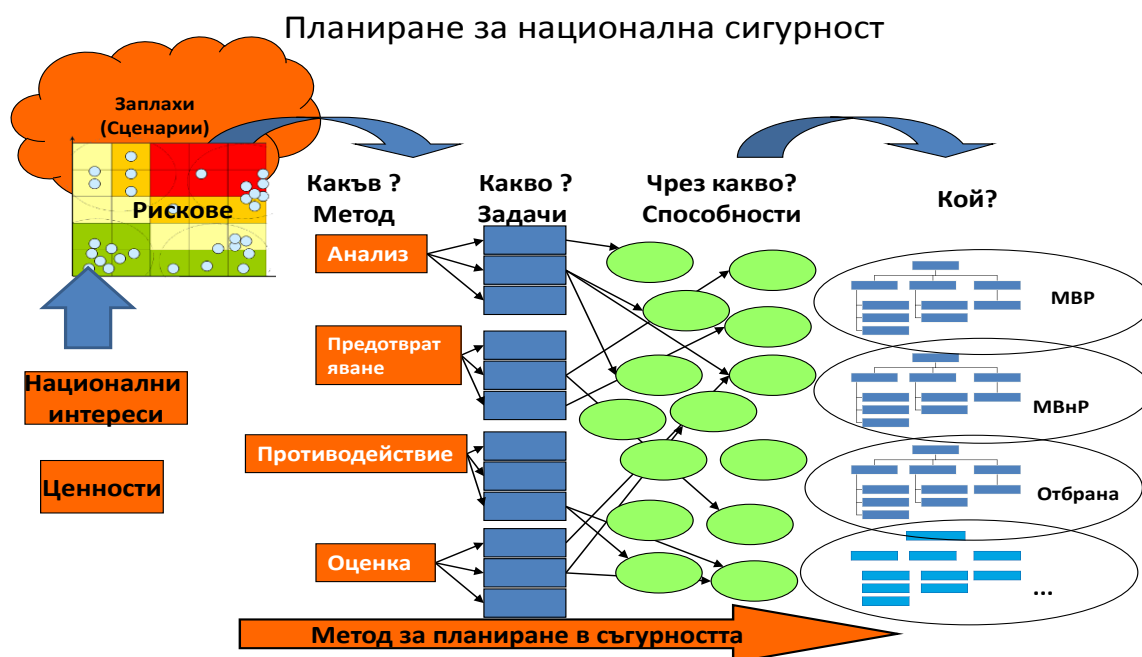 Планиране за национална сигурност
Заплахи
(Сценарии)
Рискове
Национални
интереси
Ценности
Какъв ?
Метод
Какво ?
Задачи
Чрез какво?
Способности
Кой?
Анализ
Предотврат
яване
Противодействие
Оценка
МВР
МВнР
Отбрана
...
Метод за планиране в съгурността